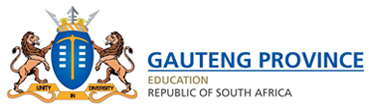 GAUTENG PROVINCE
EDUCATION
REPUBLIC OF SOUTH AFRICA
UNITY IN DIVERSITY